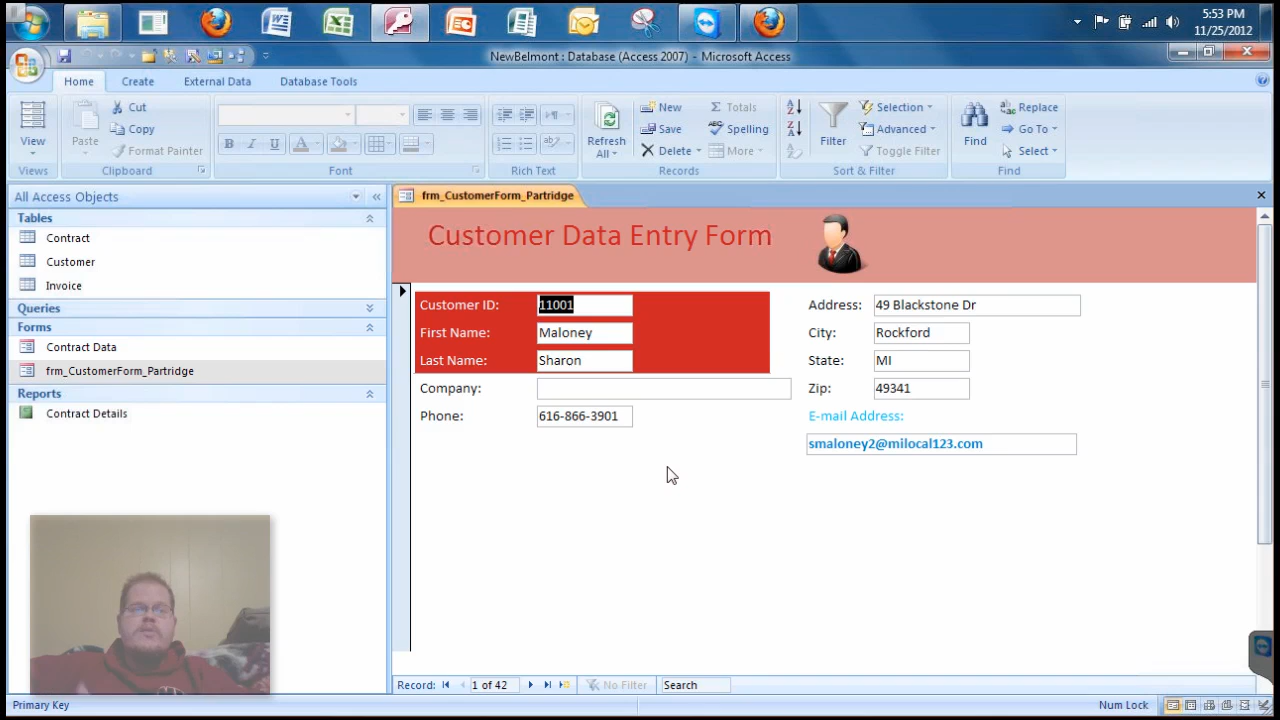 5:53 PM
11/25/2012
NewBelmont : Database (Access 2007) - Microsoft Access
Home Create External Data Database Tools
View
Views
Paste
Cut
Copy
Format Painter
Clipboard
B I U A
Font
Rich Text
Refresh All
New
Save
Delete
Totals
Spelling
More
Records
Filter
Selection
Advanced
Toggle Filter
Sort & Filter
Find
Replace
Go To
Select
Find
All Access Objects
Tables
Contract
Customer
Invoice
Queries
Forms
Contract Data
frm_CustomerForm_Partridge
Reports
Contract Details
frm_CustomerForm_Partridge
Customer Data Entry Form
Customer ID: 11001
First Name: Maloney
Last Name: Sharon
Company:
Phone: 616-866-3901
Address: 49 Blackstone Dr
City: Rockford
State: MI
Zip: 49341
E-mail Address:
smaloney2@milocal123.com
Record: 1 of 42 No Filter Search
Primary Key Num Lock